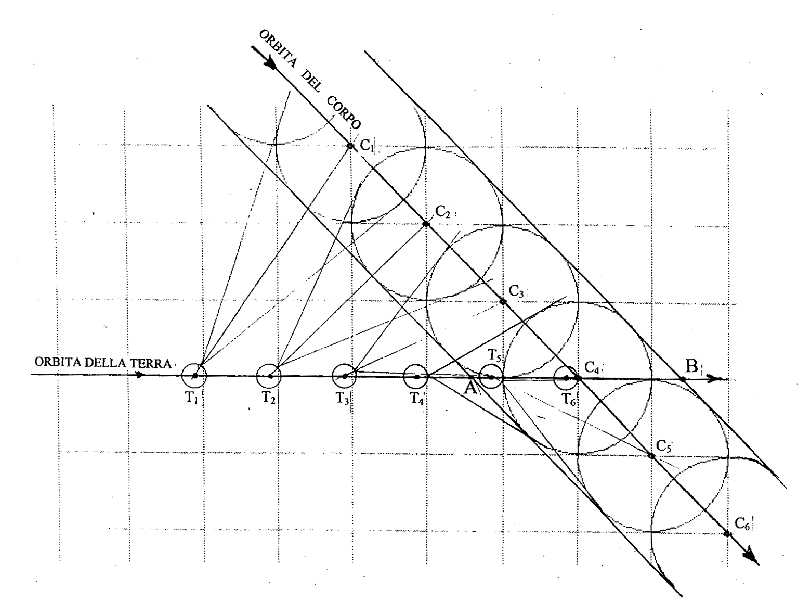 ORBITA DEL CORPO
C1
C2
C3
ORBITA DELLA TERRA
T1
T2
T3
T4
A
T5
T6
C4
B
C5
C6